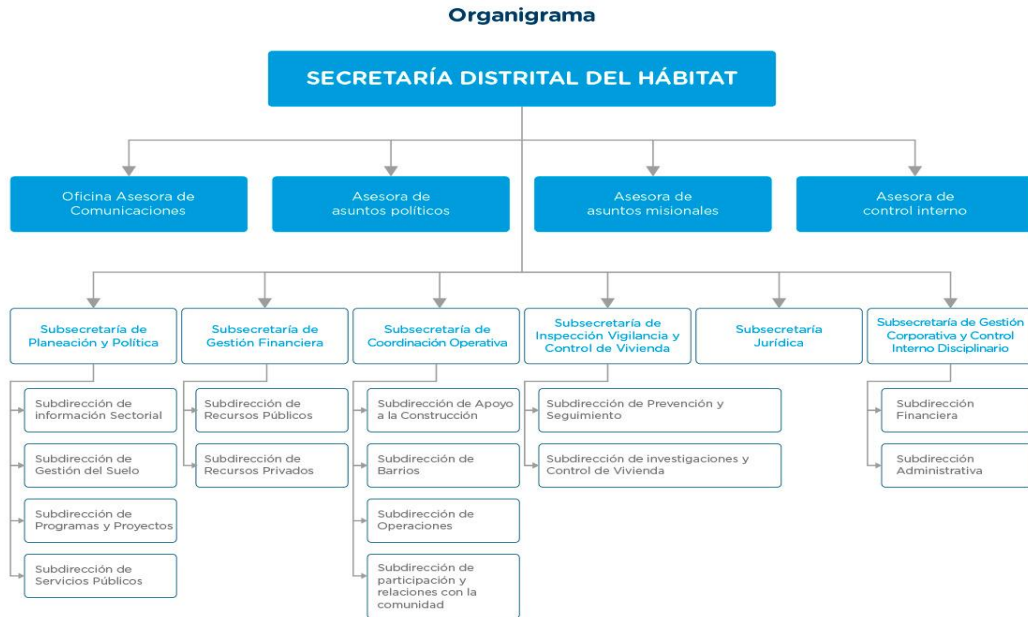 Organigrama
SECRETARÍA DISTRITAL DEL HÁBITAT
Oficina Asesora de
Comunicaciones
Asesora de
asuntos políticos
Asesora de
asuntos misionales
Asesora de
control interno
Subsecretaría de
Planeación y Política
Subsecretaría de
Gestión Financiera
Subsecretaría de
Coordinación Operativa
Subsecretaría de
Inspección Vigilancia y
Control de Vivienda
Subsecretaría
Jurídica
Subsecretaría de Gestión
Corporativa y Control
Interno Disciplinario
Subdirección de
información Sectorial
Subdirección de
Gestión del Suelo
Subdirección de
Programas y Proyectos
Subdirección de
Servicios Públicos
Subdirección de
Recursos Públicos
Subdirección de
Recursos Privados
Subdirección de Apoyo
a la Construcción
Subdirección de
Barrios
Subdirección de
Operaciones
Subdirección de
participación y
relaciones con la
comunidad
Subdirección de Prevención y
Seguimiento
Subdirección de investigaciones y
Control de Vivienda
Subdirección
Financiera
Subdirección
Administrativa